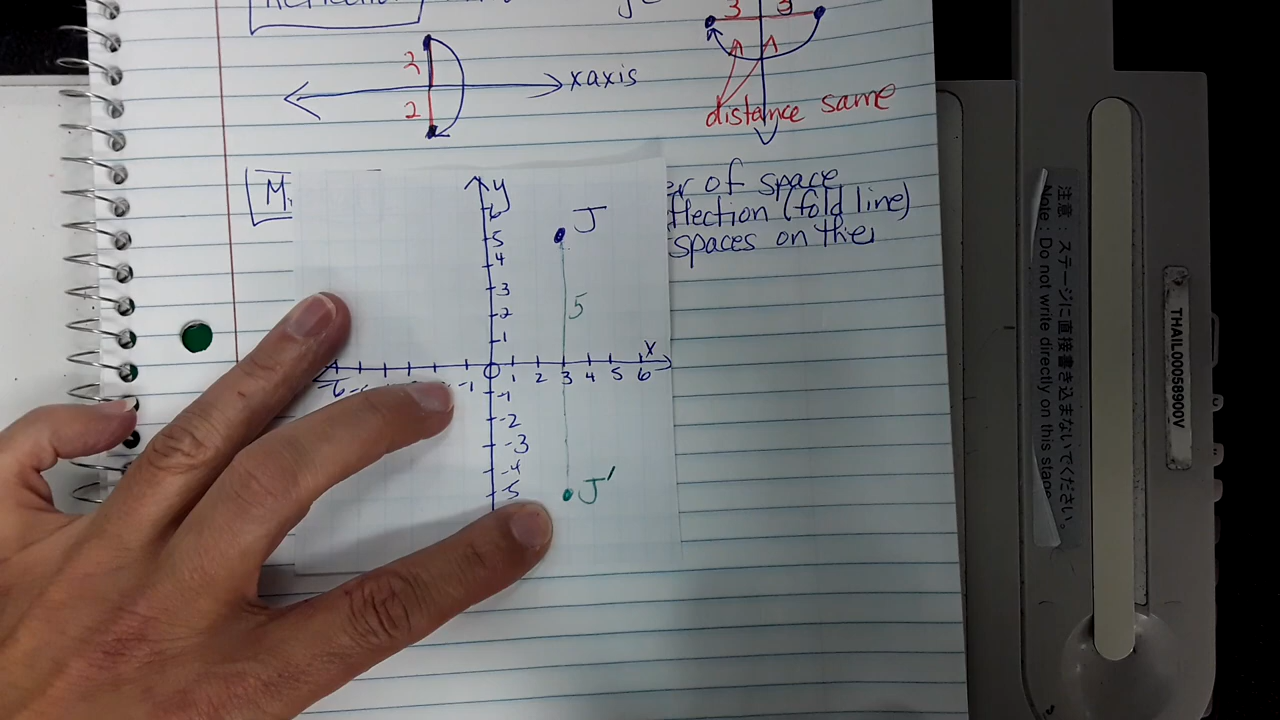 3 3
2
xaxis
2
distance same
M
er of space
flection (fold line)
spaces on the
y
6
J
5
4
3
5
2
1
x
-6
-1
1 2 3 4 5 6
-1
-2
-3
-4
-5
J'
注意：ステージに直接書き込まないでください。
Note : Do not write directly on this stage
THAIL00058900V